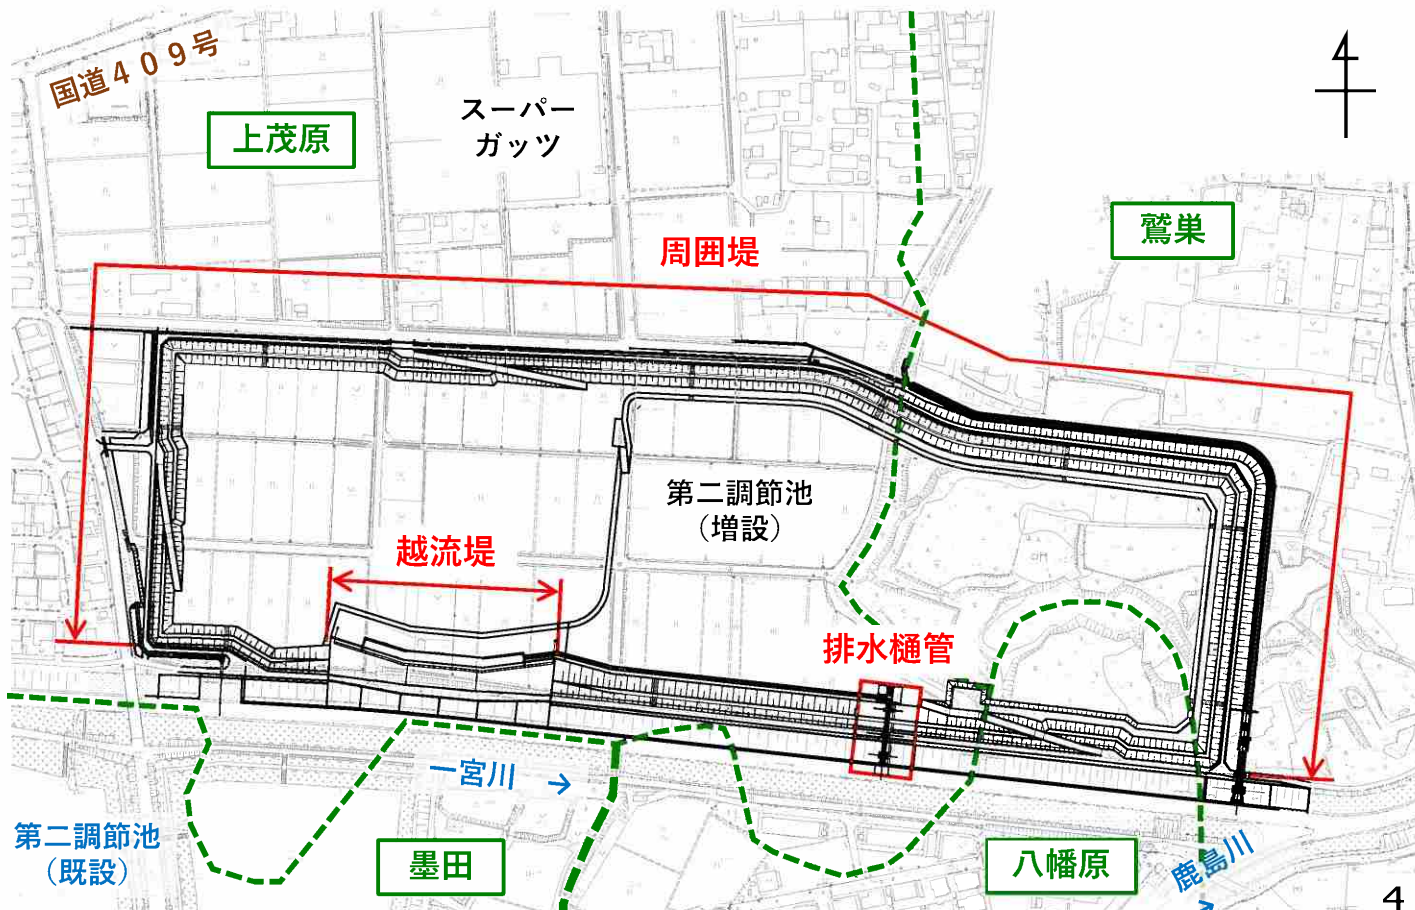 国道４０９号
上茂原
スーパー
ガッツ
鷲巣
周囲堤
第二調節池
（増設）
越流堤
排水樋管
一宮川
第二調節池
（既設）
墨田
八幡原
鹿島川
4